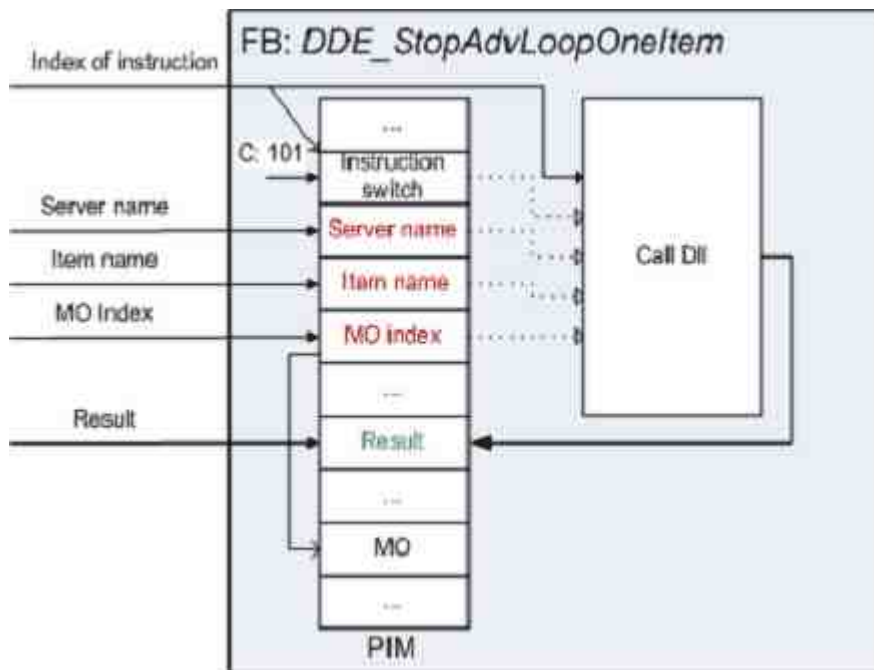 FB: DDE_StopAdvLoopOneItem
Index of instruction
...
C: 101
Instruction
switch
Server name
Server name
Item name
Item name
MO Index
MO index
Call Dll
...
Result
Result
...
MO
...
PIM